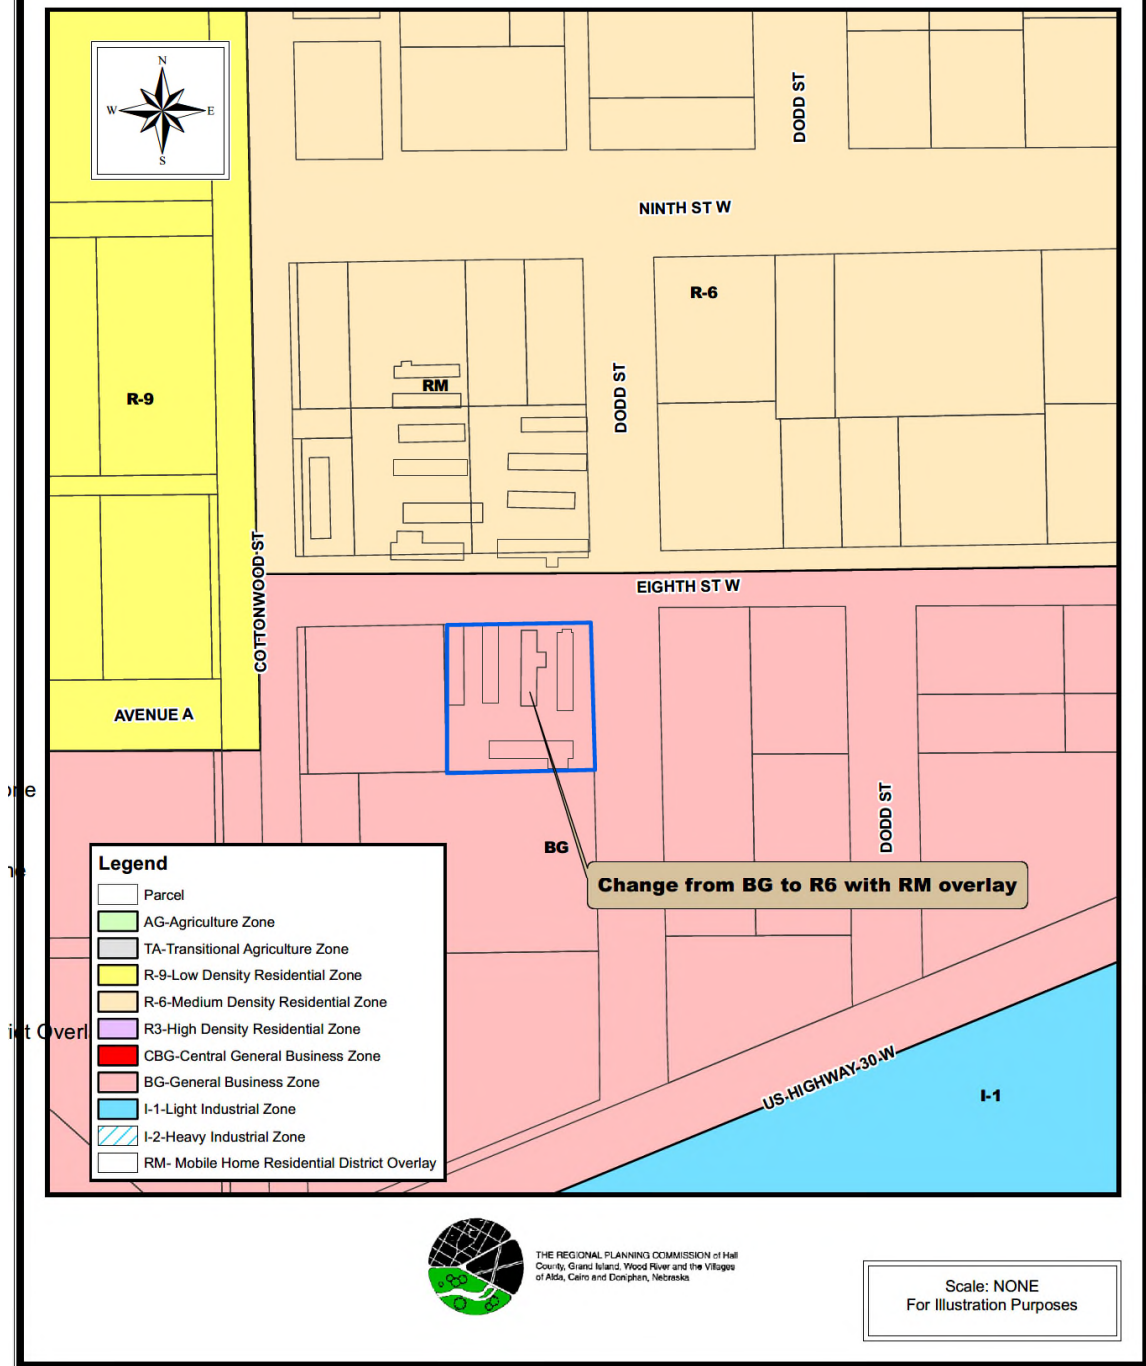 N
W
E
S
DODD ST
NINTH ST W
R-6
DODD ST
RM
R-9
COTTONWOOD ST
EIGHTH ST W
AVENUE A
DODD ST
BG
Change from BG to R6 with RM overlay
Legend
Parcel
AG-Agriculture Zone
TA-Transitional Agriculture Zone
R-9-Low Density Residential Zone
R-6-Medium Density Residential Zone
R3-High Density Residential Zone
CBG-Central General Business Zone
BG-General Business Zone
I-1-Light Industrial Zone
I-2-Heavy Industrial Zone
RM- Mobile Home Residential District Overlay
US-HIGHWAY-30-W
I-1
THE REGIONAL PLANNING COMMISSION of Hall
County, Grand Island, Wood River and the Villages
of Alda, Cairo and Doniphan, Nebraska
Scale: NONE
For Illustration Purposes